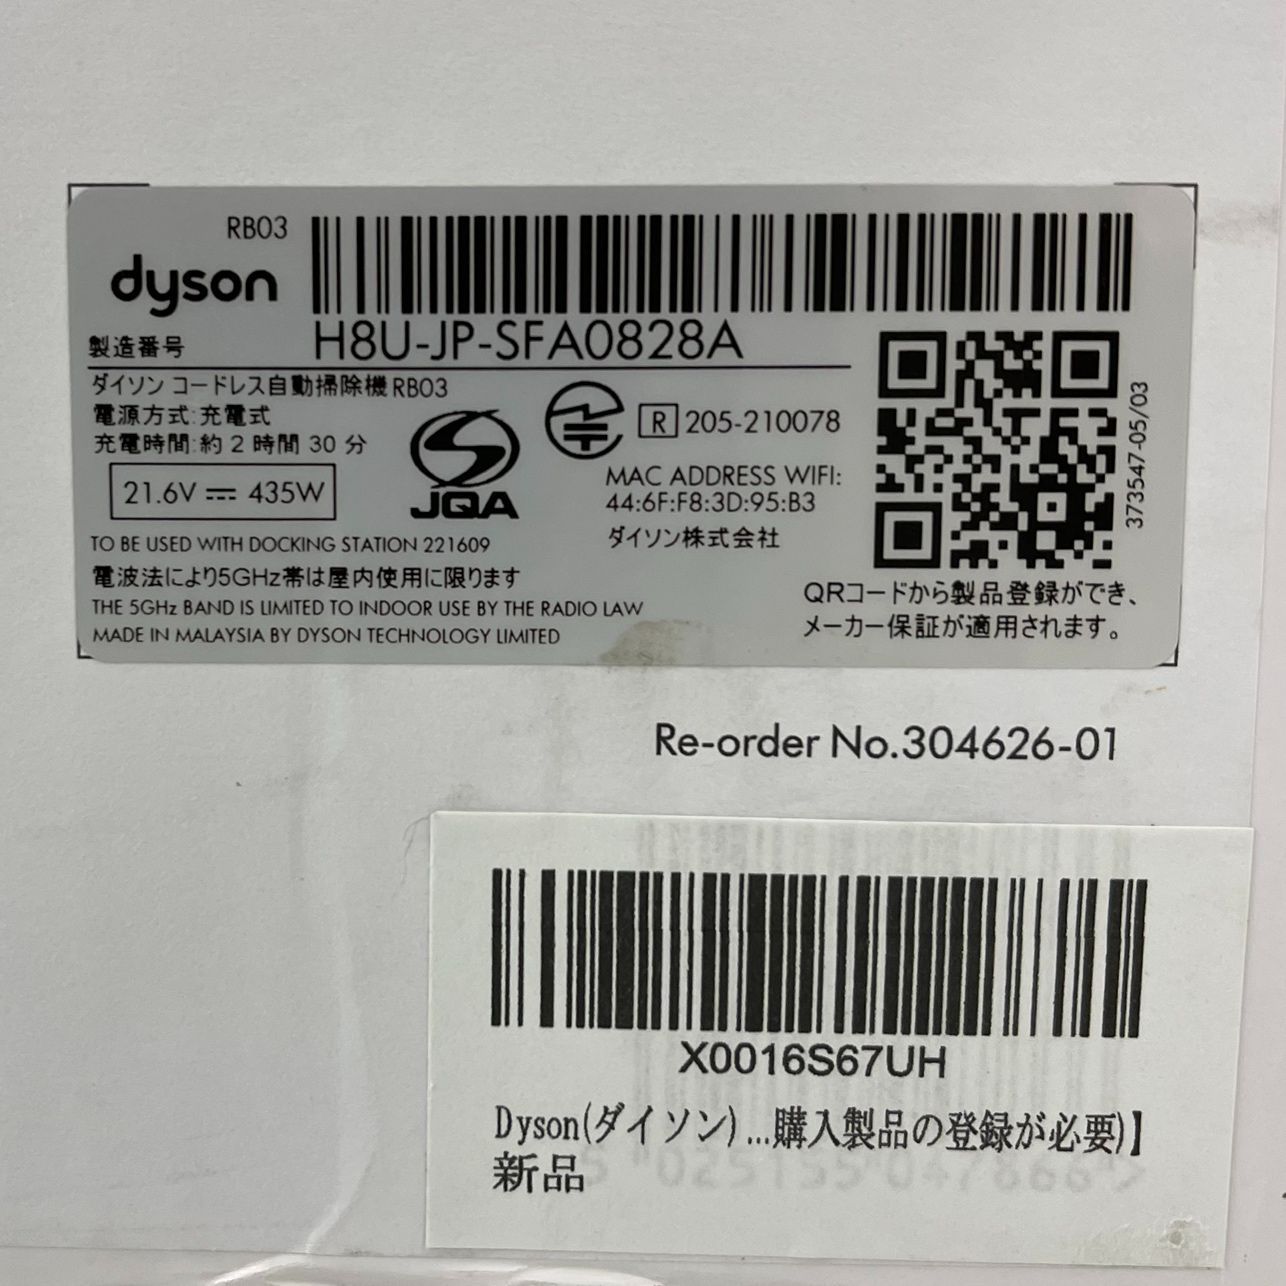 RB03
dyson
製造番号 H8U-JP-SFA0828A
ダイソン コードレス自動掃除機 RB03
電源方式:充電式
充電時間:約 2 時間 30 分
21.6V ⎓ 435W
JQA
R 205-210078
MAC ADDRESS WIFI:
44:6F:F8:3D:95:B3
ダイソン株式会社
373547-05/03
TO BE USED WITH DOCKING STATION 221609
電波法により5GHz帯は屋内使用に限ります
THE 5GHz BAND IS LIMITED TO INDOOR USE BY THE RADIO LAW
MADE IN MALAYSIA BY DYSON TECHNOLOGY LIMITED
QRコードから製品登録ができ、
メーカー保証が適用されます。
Re-order No.304626-01
X0016S67UH
Dyson(ダイソン) ...購入製品の登録が必要)】
新品